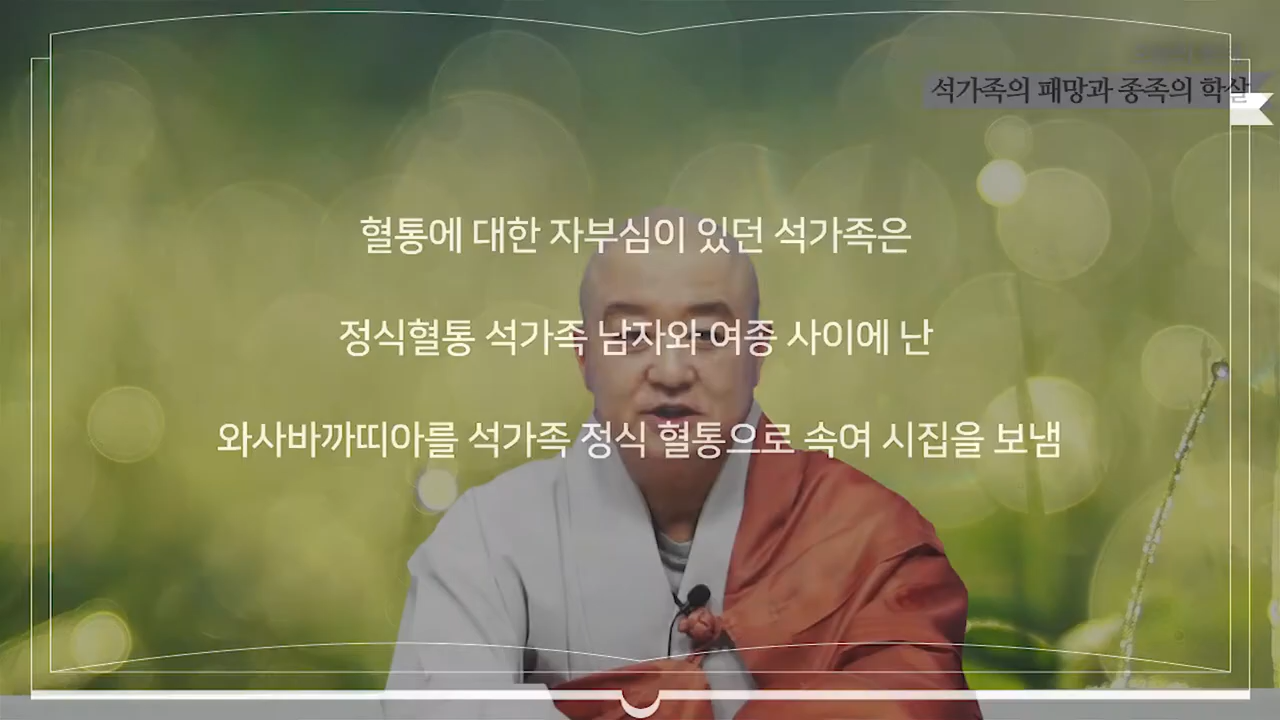 석가족의 패망과 종족의 학살
혈통에 대한 자부심이 있던 석가족은
정식혈통 석가족 남자와 여종 사이에 난
와사바까띠아를 석가족 정식 혈통으로 속여 시집을 보냄